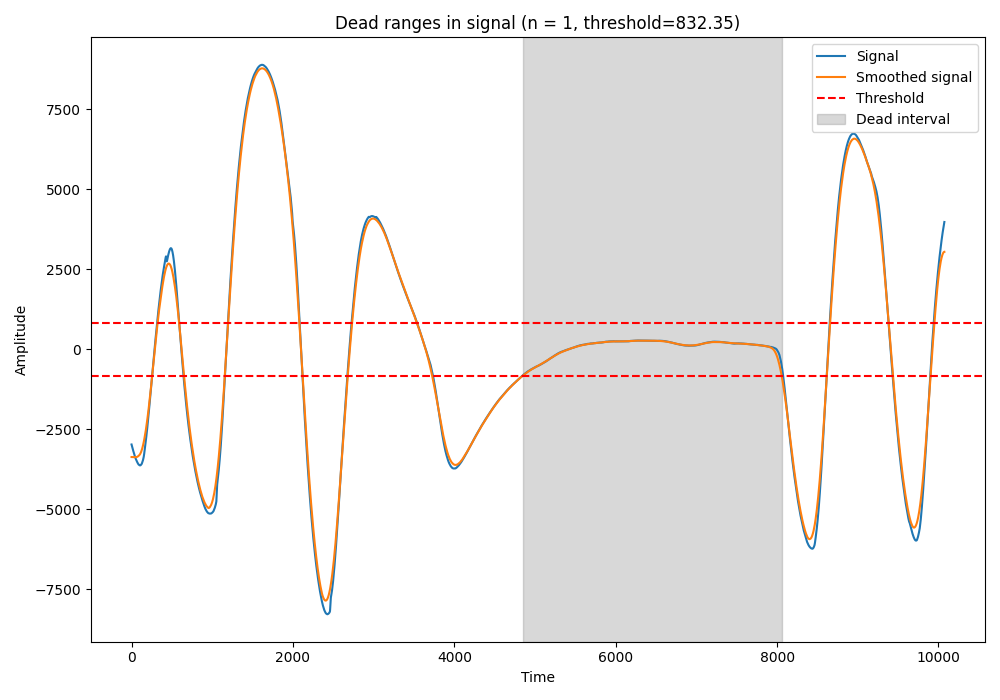 Dead ranges in signal (n = 1, threshold=832.35)
Signal
Smoothed signal
Threshold
Dead interval
7500
5000
2500
0
−2500
−5000
−7500
Amplitude
0
2000
4000
6000
8000
10000
Time